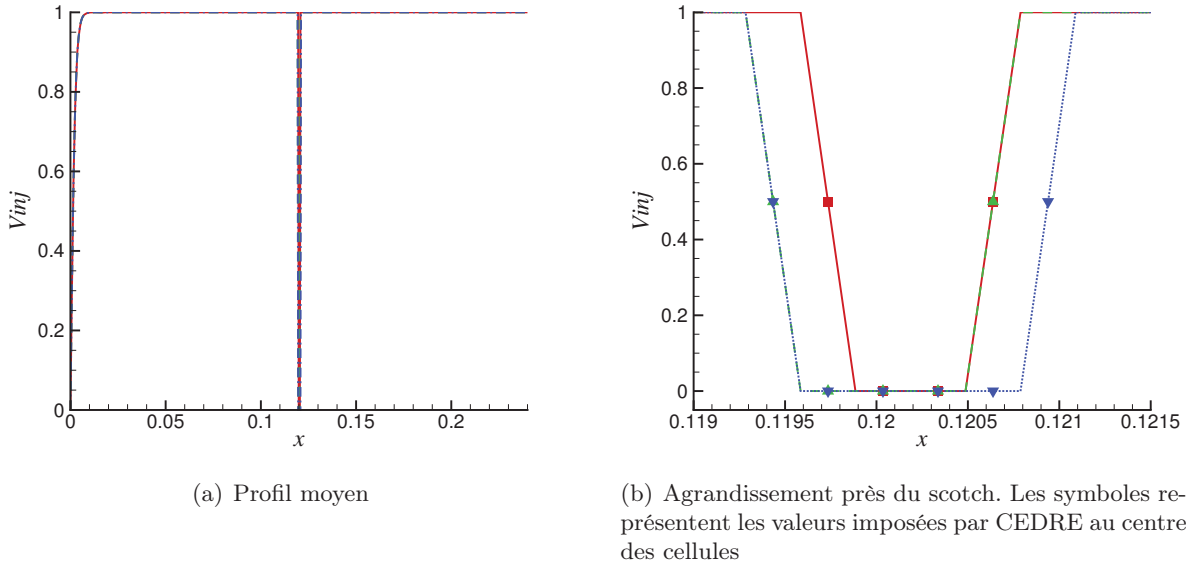 1
0.8
0.6
0.4
0.2
0
Vinj
0
0.05
0.1
0.15
0.2
x
(a) Profil moyen
1
0.8
0.6
0.4
0.2
0
Vinj
0.119
0.1195
0.12
0.1205
0.121
0.1215
x
(b) Agrandissement près du scotch. Les symboles re-
présentent les valeurs imposées par CEDRE au centre
des cellules